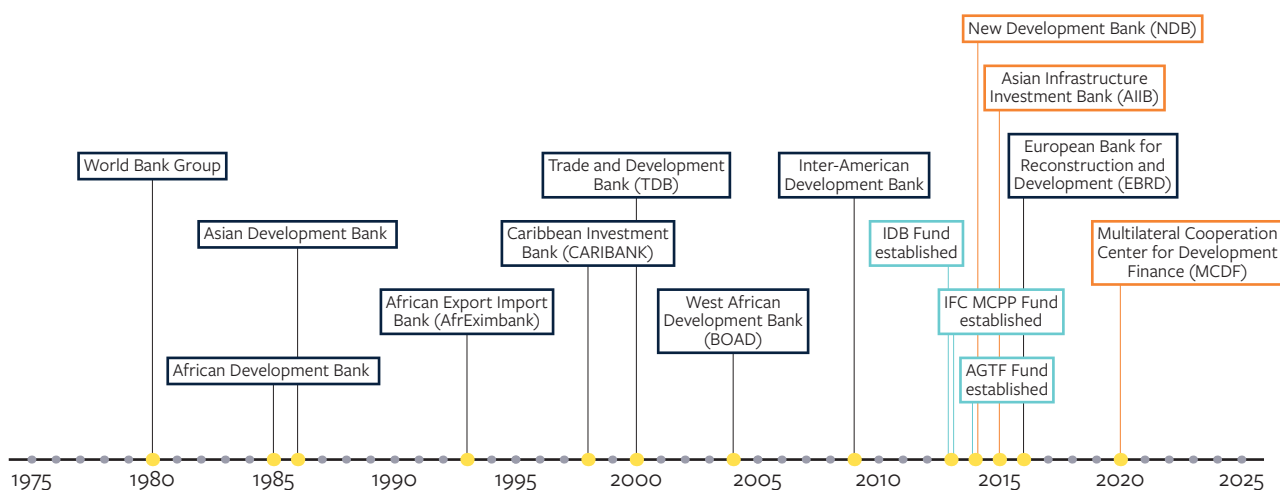 New Development Bank (NDB)
Asian Infrastructure
Investment Bank (AIIB)
World Bank Group
Trade and Development
Bank (TDB)
Inter-American
Development Bank
European Bank for
Reconstruction and
Development (EBRD)
Asian Development Bank
Caribbean Investment
Bank (CARIBANK)
IDB Fund
established
Multilateral Cooperation
Center for Development
Finance (MCDF)
African Export Import
Bank (AfrEximbank)
West African
Development Bank
(BOAD)
IFC MCPP Fund
established
African Development Bank
AGTF Fund
established
1975 1980 1985 1990 1995 2000 2005 2010 2015 2020 2025